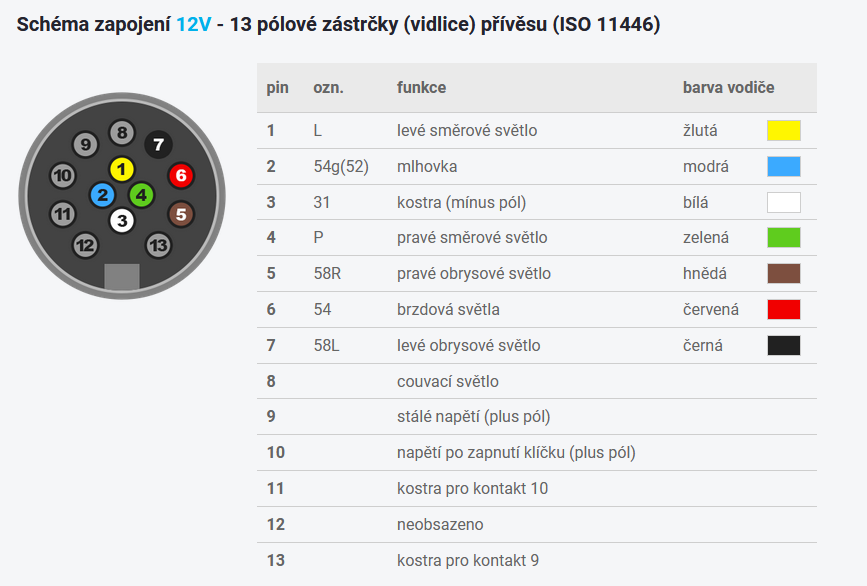 Schéma zapojení 12V - 13 pólové zástrčky (vidlice) přívěsu (ISO 11446)
8
9
7
1
10
6
2
4
11
3
5
12
13
pin ozn. funkce barva vodiče
1 L levé směrové světlo žlutá
2 54g(52) mlhovka modrá
3 31 kostra (mínus pól) bílá
4 P pravé směrové světlo zelená
5 58R pravé obrysové světlo hnědá
6 54 brzdová světla červená
7 58L levé obrysové světlo černá
8 couvací světlo
9 stálé napětí (plus pól)
10 napětí po zapnutí klíčku (plus pól)
11 kostra pro kontakt 10
12 neobsazeno
13 kostra pro kontakt 9